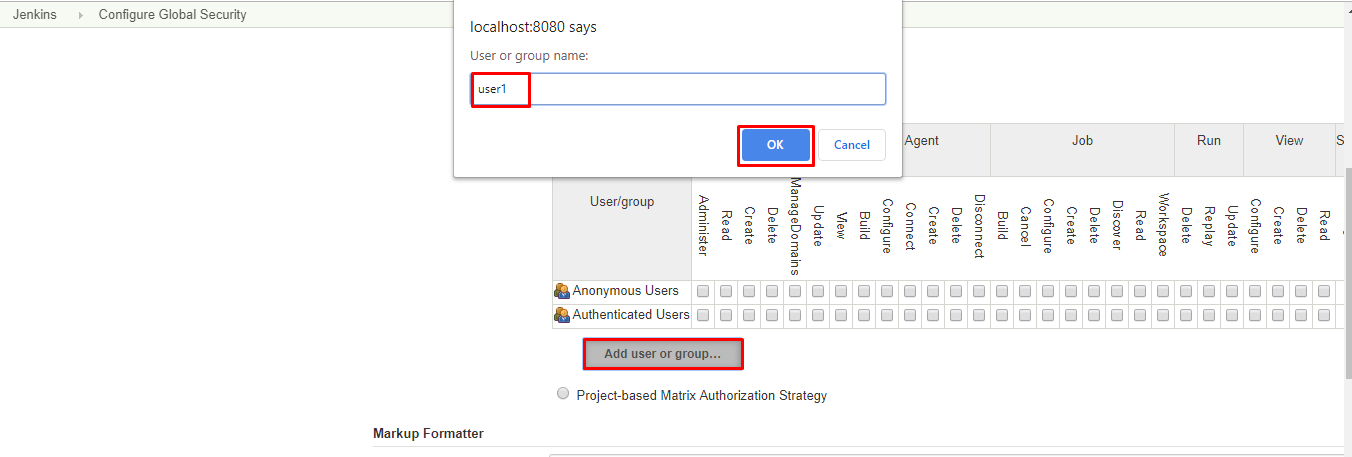 Jenkins Configure Global Security
localhost:8080 says
User or group name:
user1
OK Cancel
Agent Job Run View S
User/group Administer Read Create Delete ManageDomains Update View Build Configure Connect Create Delete Disconnect Build Cancel Configure Create Delete Discover Read Workspace Delete Replay Update Configure Create Delete Read
Anonymous Users
Authenticated Users
Add user or group...
Project-based Matrix Authorization Strategy
Markup Formatter